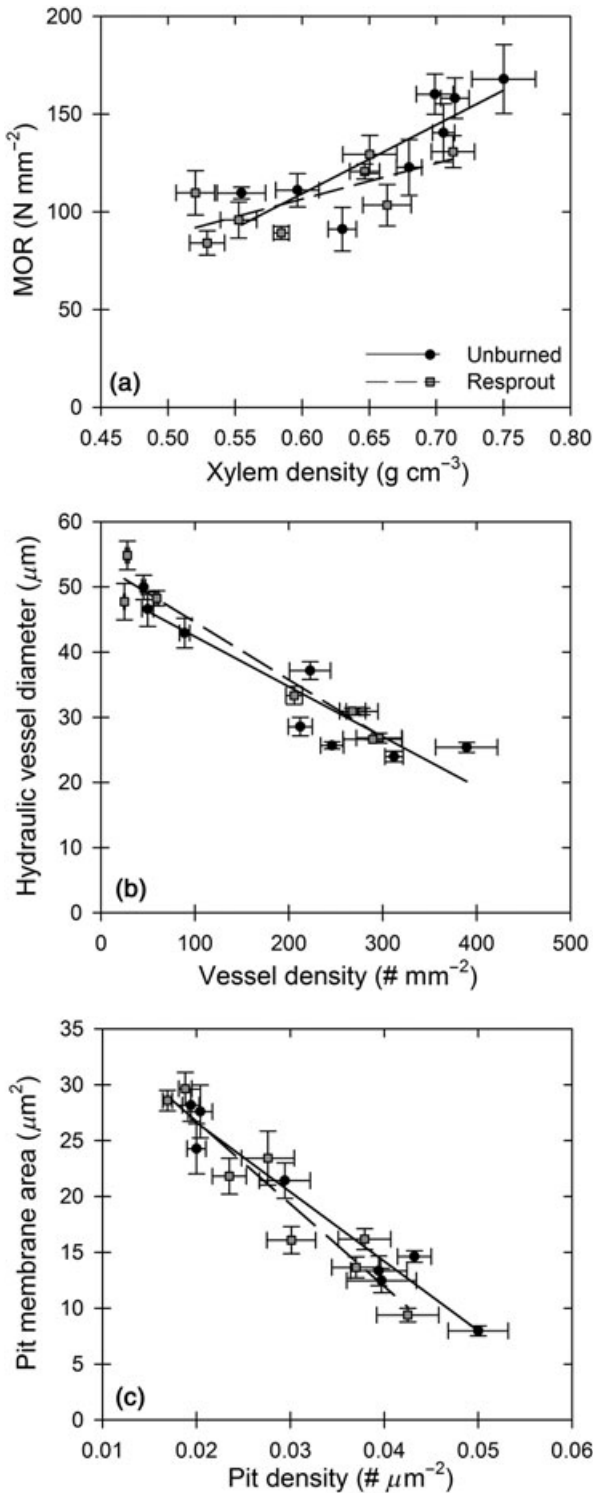 200
150
100
50
0
MOR (N mm⁻²)
Unburned
Resprout
(a)
0.45 0.50 0.55 0.60 0.65 0.70 0.75 0.80
Xylem density (g cm⁻³)
60
50
40
30
20
10
0
Hydraulic vessel diameter (μm)
(b)
0 100 200 300 400 500
Vessel density (# mm⁻²)
35
30
25
20
15
10
5
0
Pit membrane area (μm²)
(c)
0.01 0.02 0.03 0.04 0.05 0.06
Pit density (# μm⁻²)